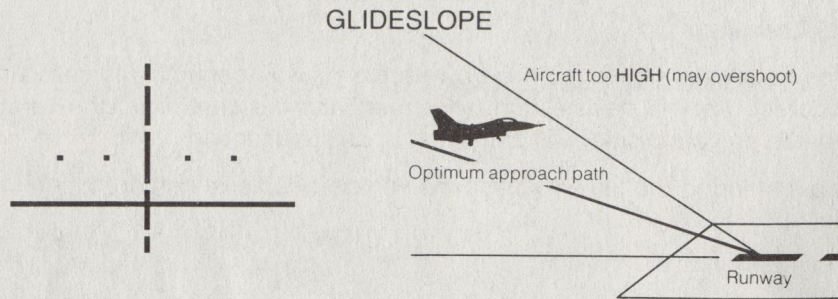 GLIDESLOPE
Aircraft too HIGH (may overshoot)
Optimum approach path
Runway